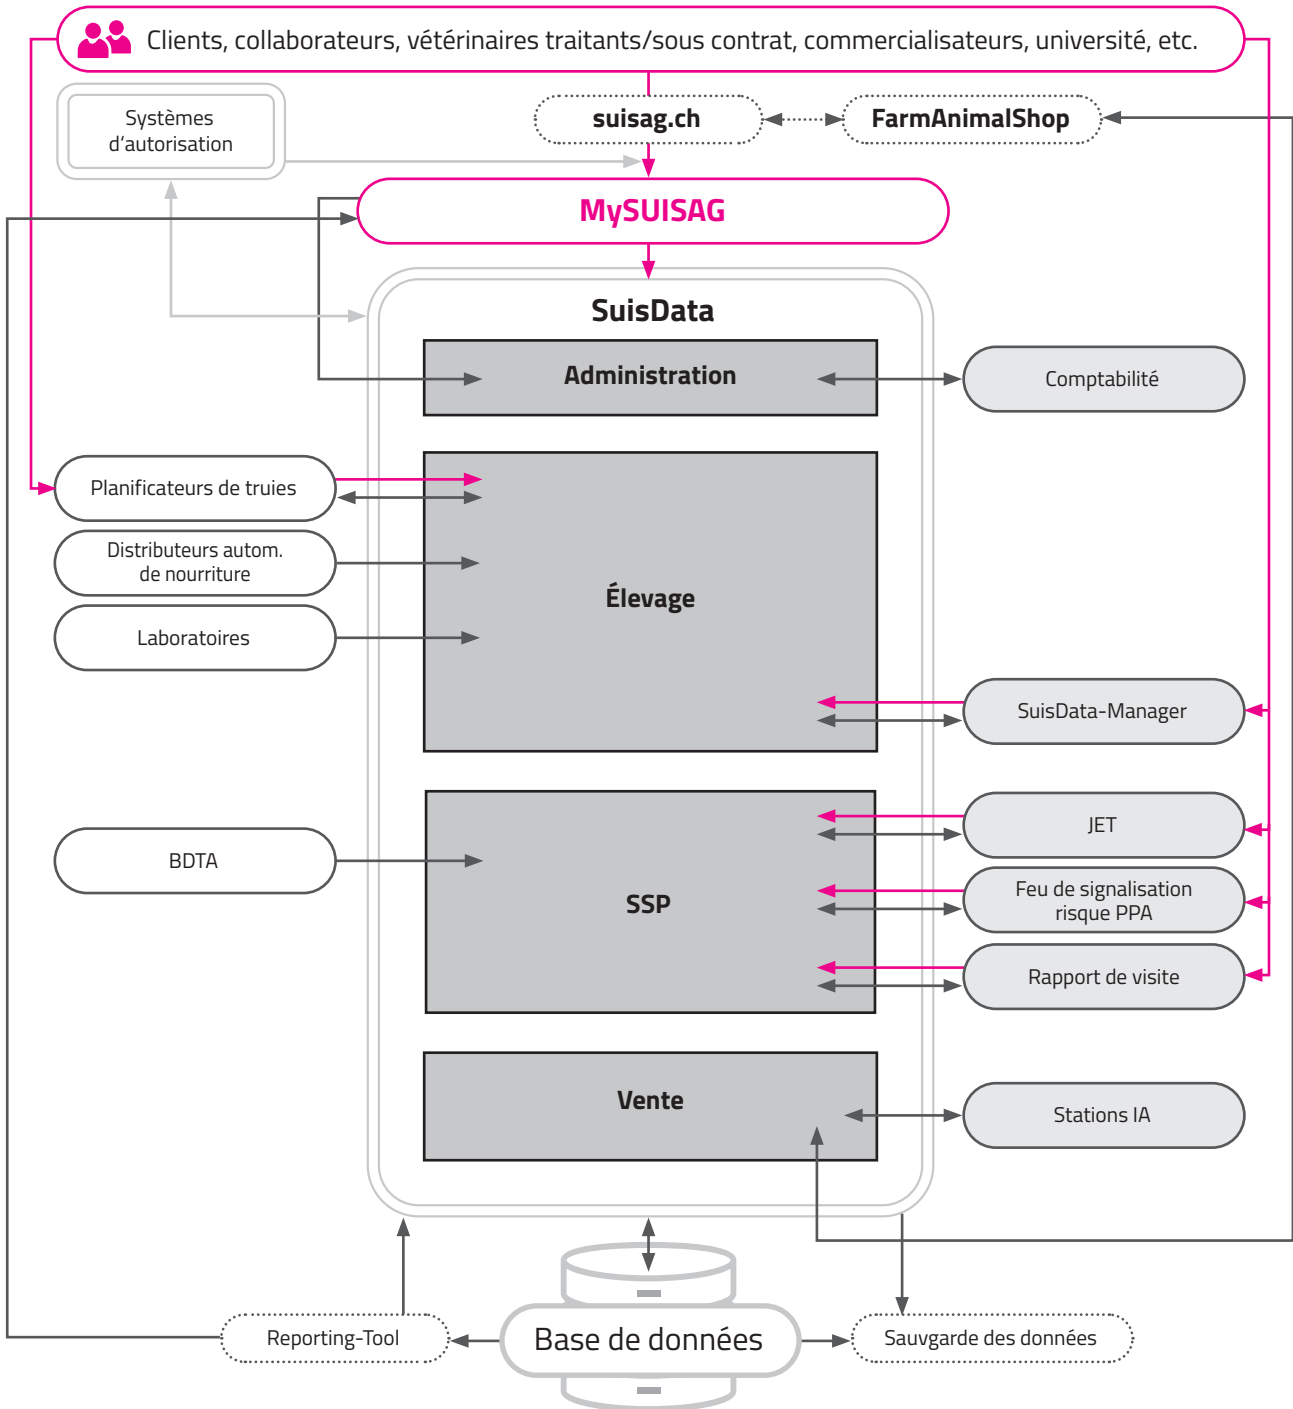 Clients, collaborateurs, vétérinaires traitants/sous contrat, commercialisateurs, université, etc.
Systèmes
d‘autorisation
suisag.ch
FarmAnimalShop
MySUISAG
SuisData
Administration
Comptabilité
Planificateurs de truies
Distributeurs autom.
de nourriture
Laboratoires
Élevage
SuisData-Manager
BDTA
SSP
JET
Feu de signalisation
risque PPA
Rapport de visite
Vente
Stations IA
Reporting-Tool
Base de données
Sauvgarde des données